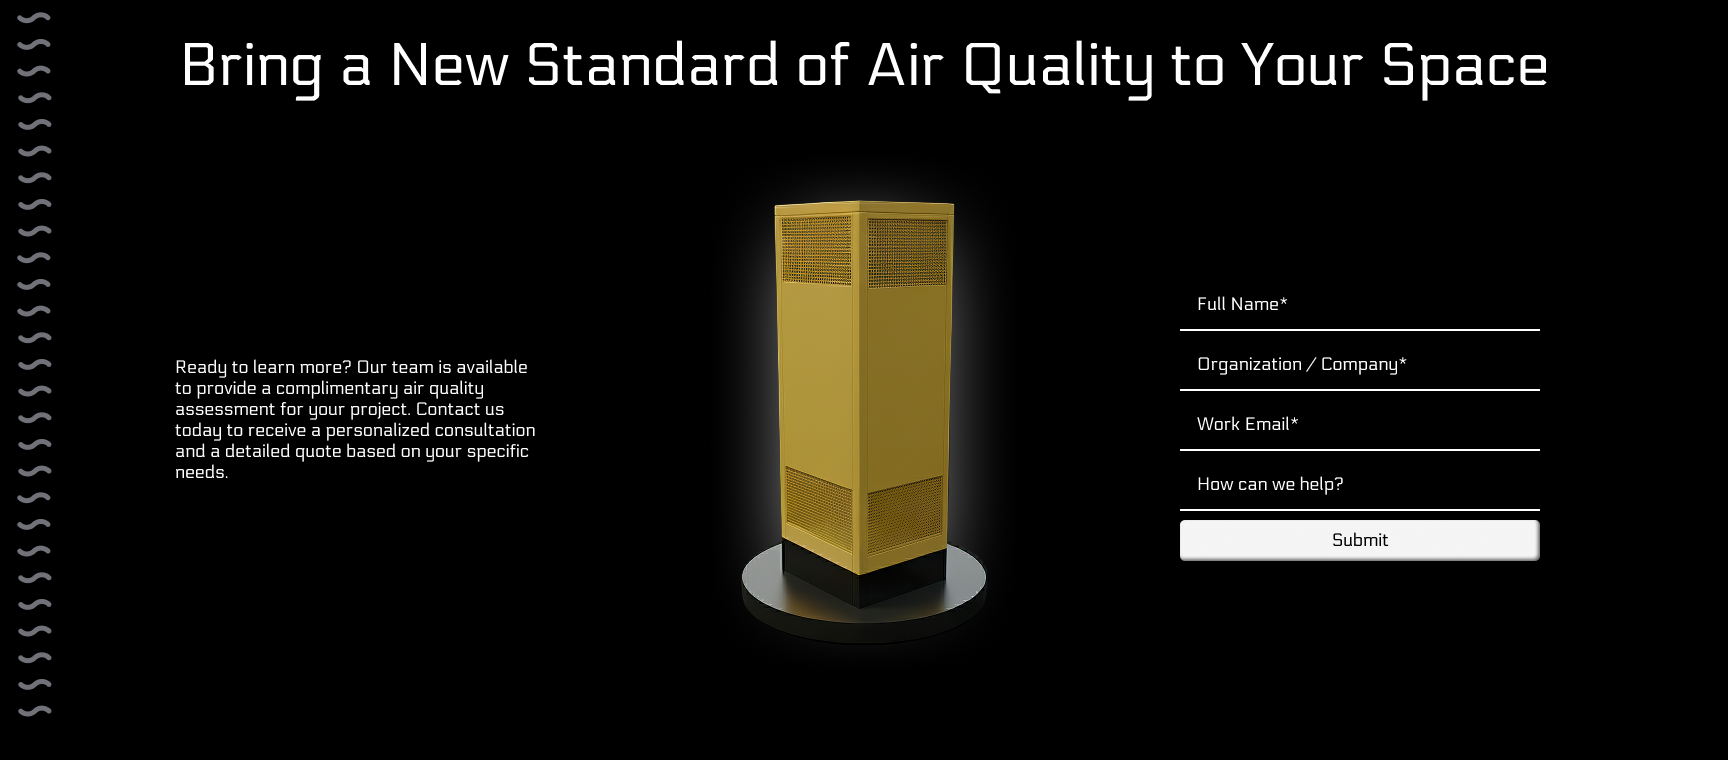 Bring a New Standard of Air Quality to Your Space
Ready to learn more? Our team is available
to provide a complimentary air quality
assessment for your project. Contact us
today to receive a personalized consultation
and a detailed quote based on your specific
needs.
Full Name*
Organization / Company*
Work Email*
How can we help?
Submit